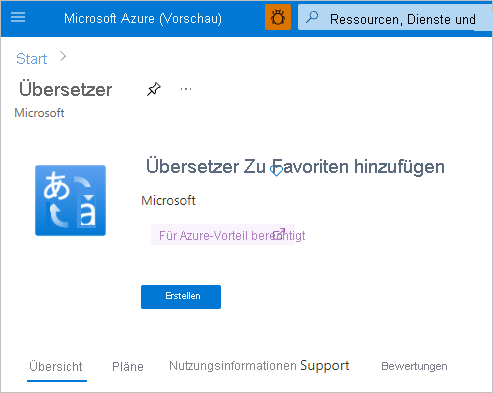 Microsoft Azure (Vorschau) Ressourcen, Dienste und
Start
Übersetzer
Microsoft
あ a
Übersetzer Zu Favoriten hinzufügen
Microsoft
Für Azure-Vorteil berechtigt
Erstellen
Übersicht Pläne Nutzungsinformationen Support Bewertungen